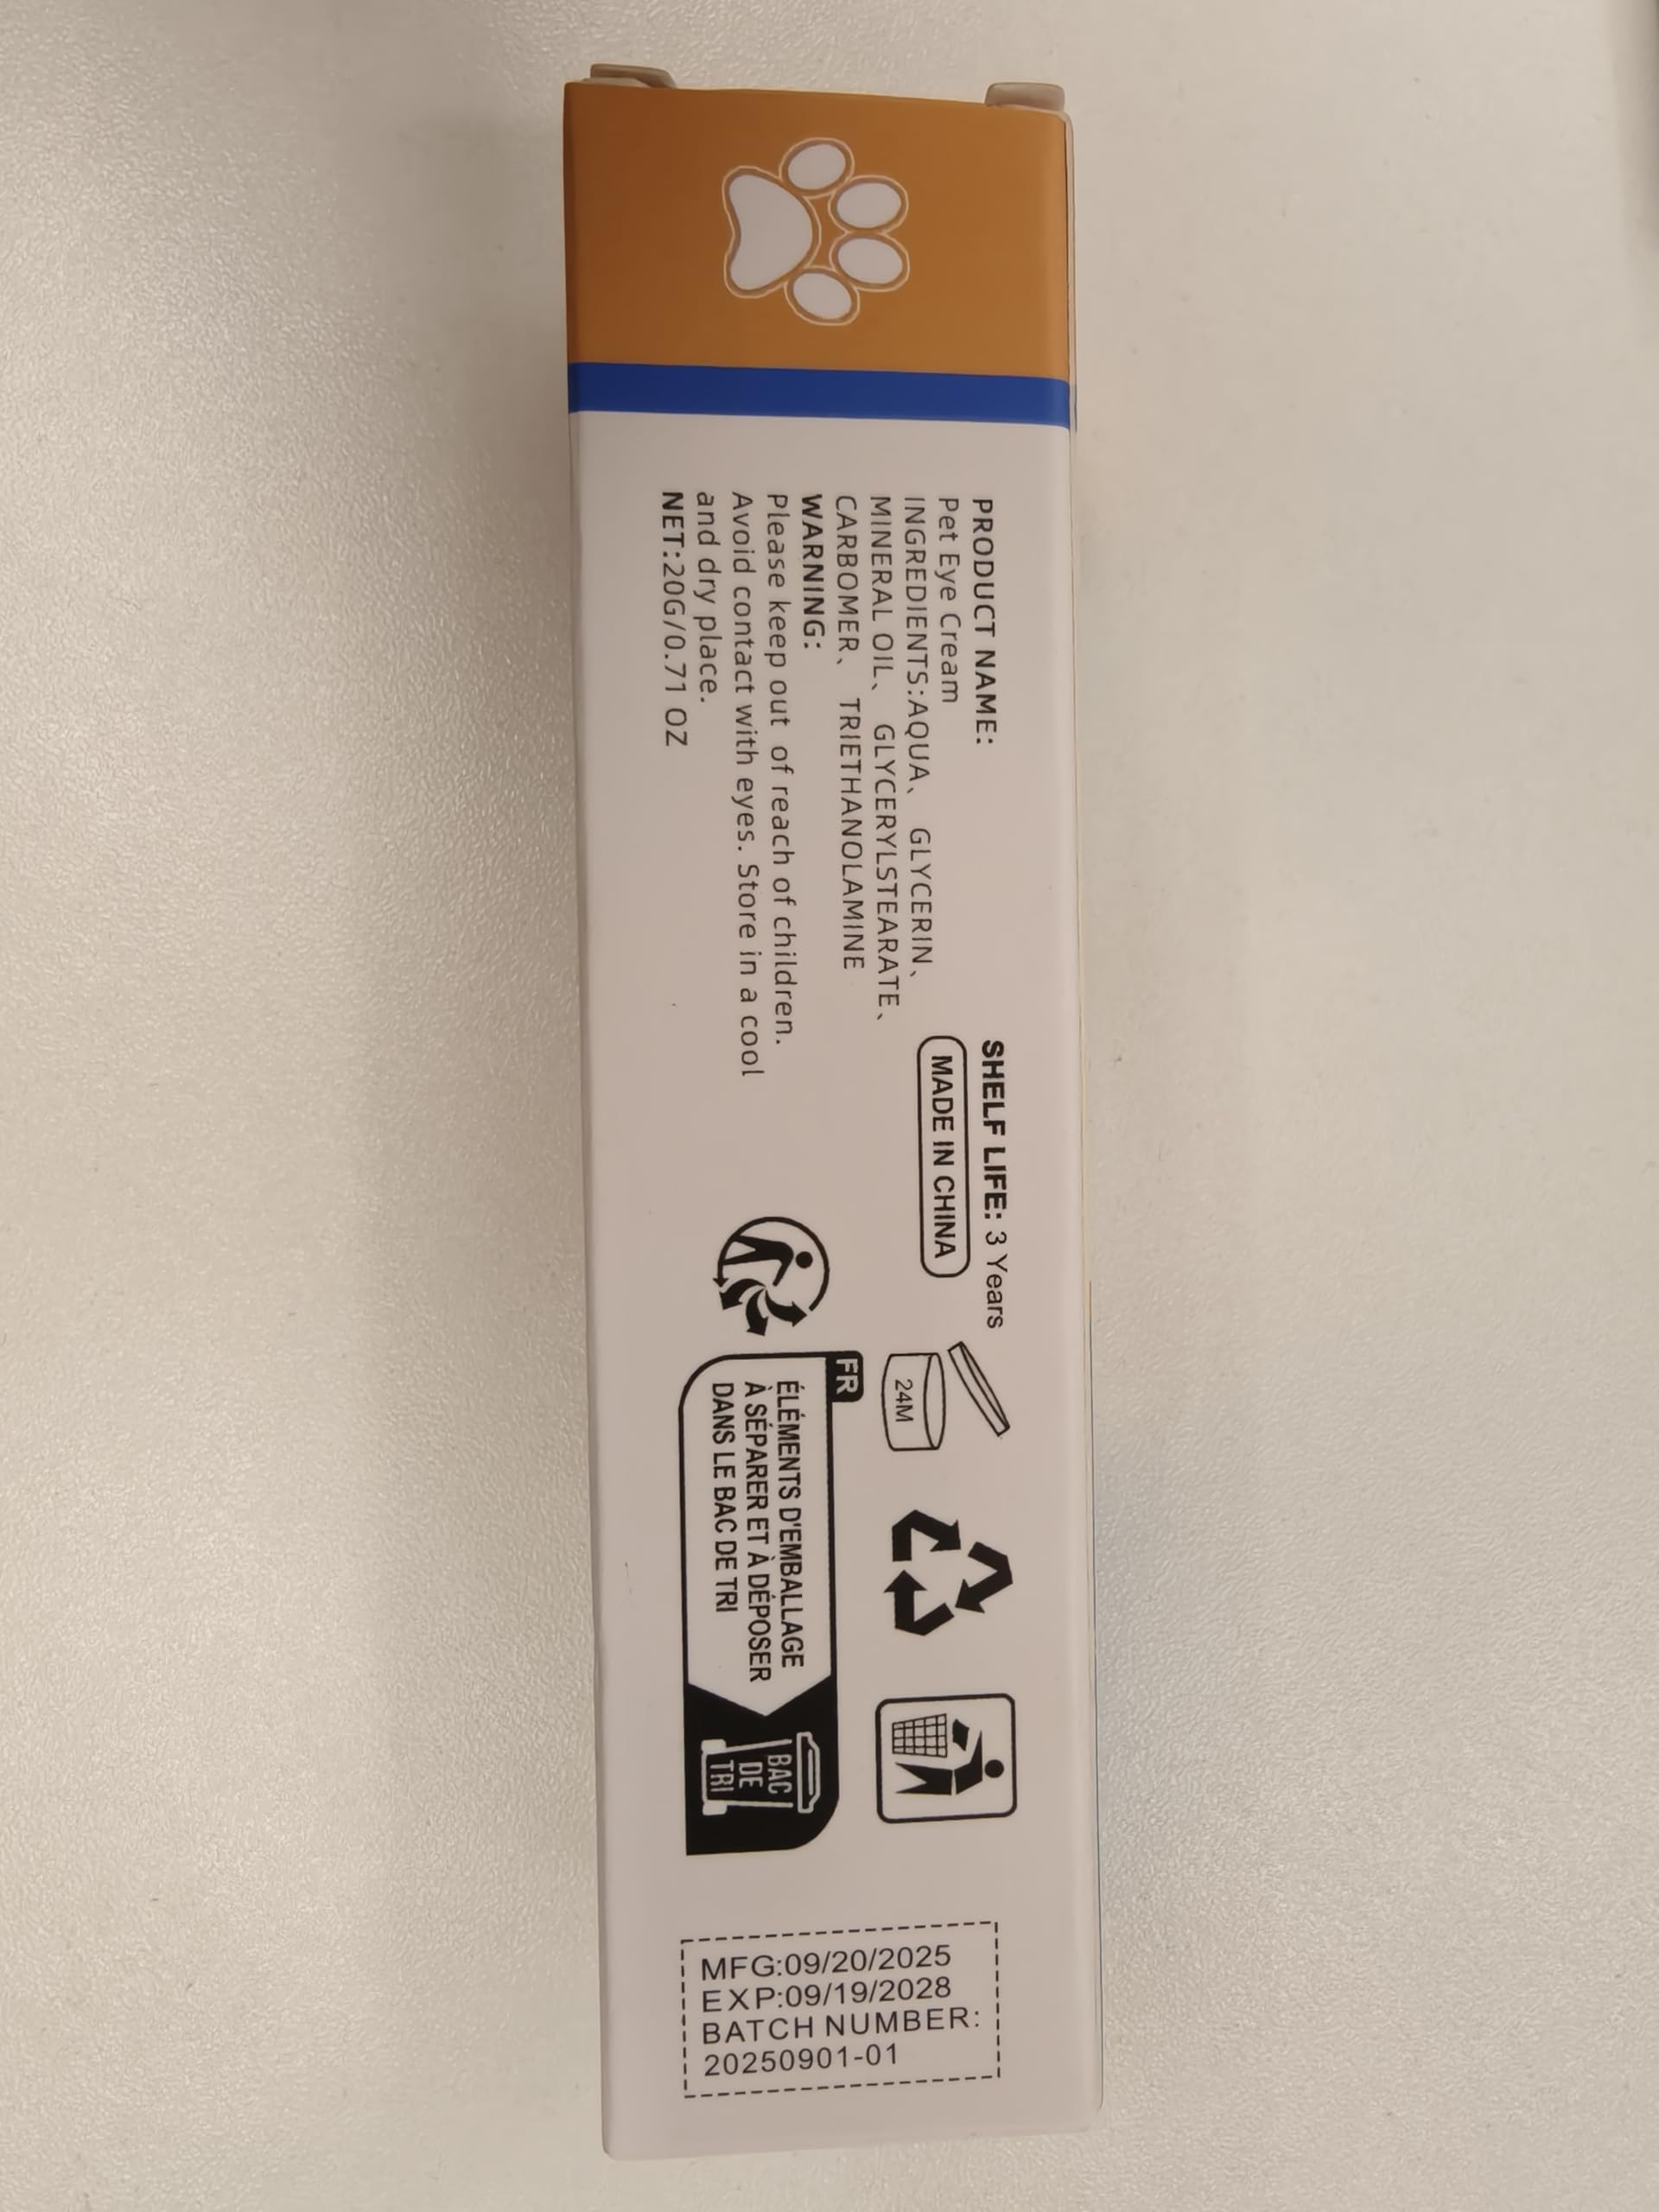 PRODUCT NAME:
Pet Eye Cream
INGREDIENTS:AQUA、 GLYCERIN、
MINERAL OIL、 GLYCERYLSTEARATE、
CARBOMER、 TRIETHANOLAMINE
WARNING:
Please keep out of reach of children.
Avoid contact with eyes. Store in a cool
and dry place.
NET:20G/0.71 OZ
SHELF LIFE: 3 Years
MADE IN CHINA
24M
FR
ÉLÉMENTS D'EMBALLAGE
À SÉPARER ET À DÉPOSER
DANS LE BAC DE TRI
BAC
DE
TRI
MFG:09/20/2025
EXP:09/19/2028
BATCH NUMBER:
20250901-01